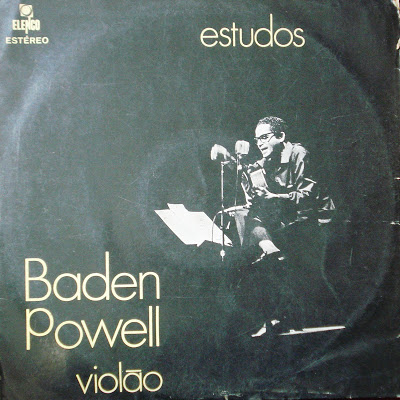 ELENCO
ESTÉREO
estudos
Baden
Powell
violão